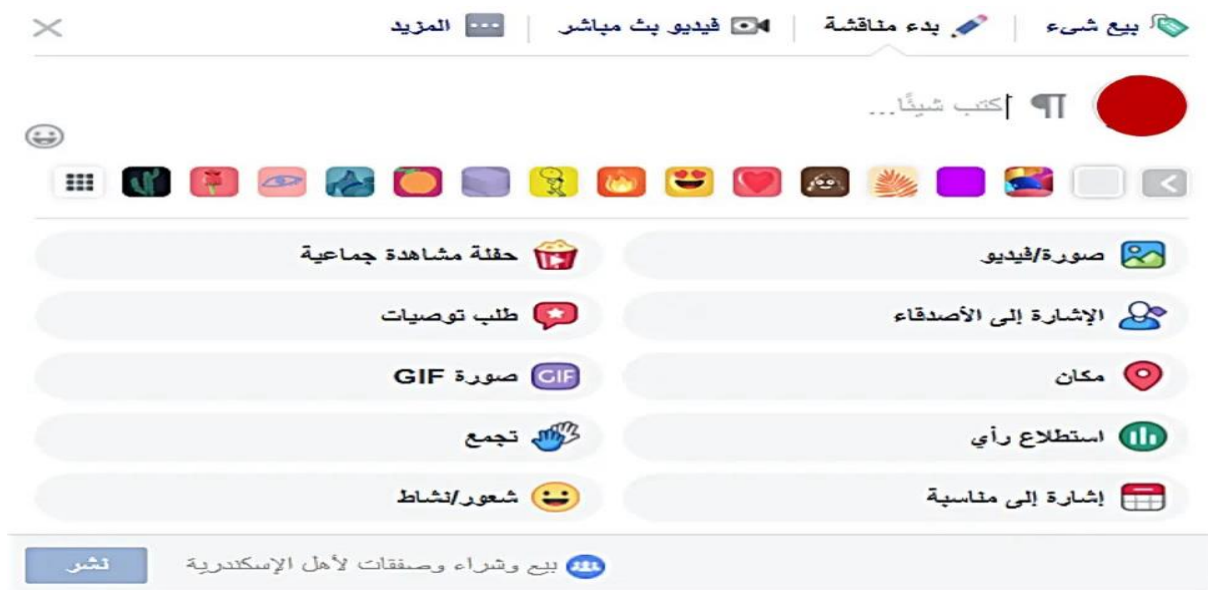 بيع شيء
بدء مناقشة
فيديو بث مباشر
المزيد
اكتب شيئًا...
صورة/فيديو
حفلة مشاهدة جماعية
الإشارة إلى الأصدقاء
طلب توصيات
مكان
GIF
صورة GIF
استطلاع رأي
تجمع
إشارة إلى مناسبة
شعور/نشاط
بيع وشراء وصفقات لأهل الإسكندرية
نشر